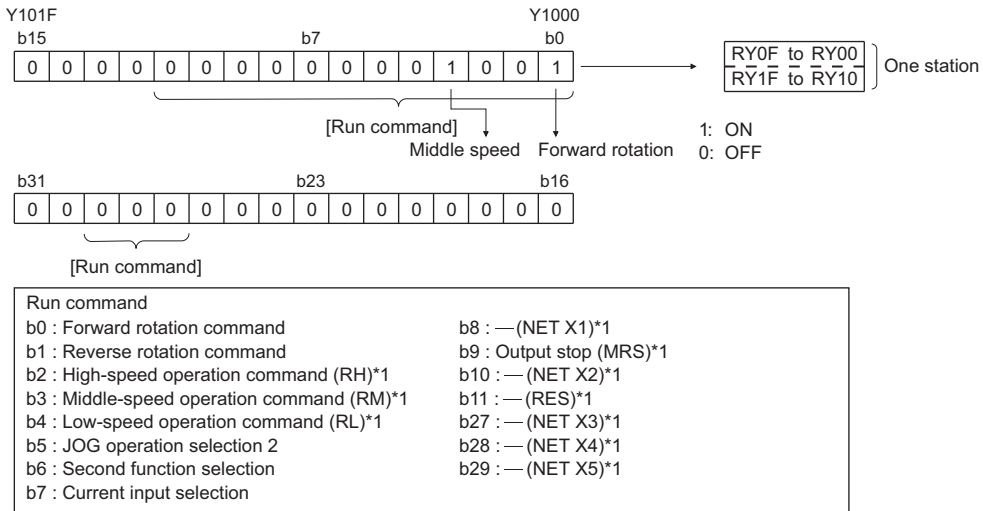 Y101F Y1000
b15 b7 b0
0 0 0 0 0 0 0 0 0 0 0 0 1 0 0 1
RY0F to RY00
RY1F to RY10
One station
[Run command]
Middle speed Forward rotation
1: ON
0: OFF
b31 b23 b16
0 0 0 0 0 0 0 0 0 0 0 0 0 0 0 0
[Run command]
Run command
b0 : Forward rotation command
b1 : Reverse rotation command
b2 : High-speed operation command (RH)*1
b3 : Middle-speed operation command (RM)*1
b4 : Low-speed operation command (RL)*1
b5 : JOG operation selection 2
b6 : Second function selection
b7 : Current input selection
b8 : — (NET X1)*1
b9 : Output stop (MRS)*1
b10 : — (NET X2)*1
b11 : — (RES)*1
b27 : — (NET X3)*1
b28 : — (NET X4)*1
b29 : — (NET X5)*1